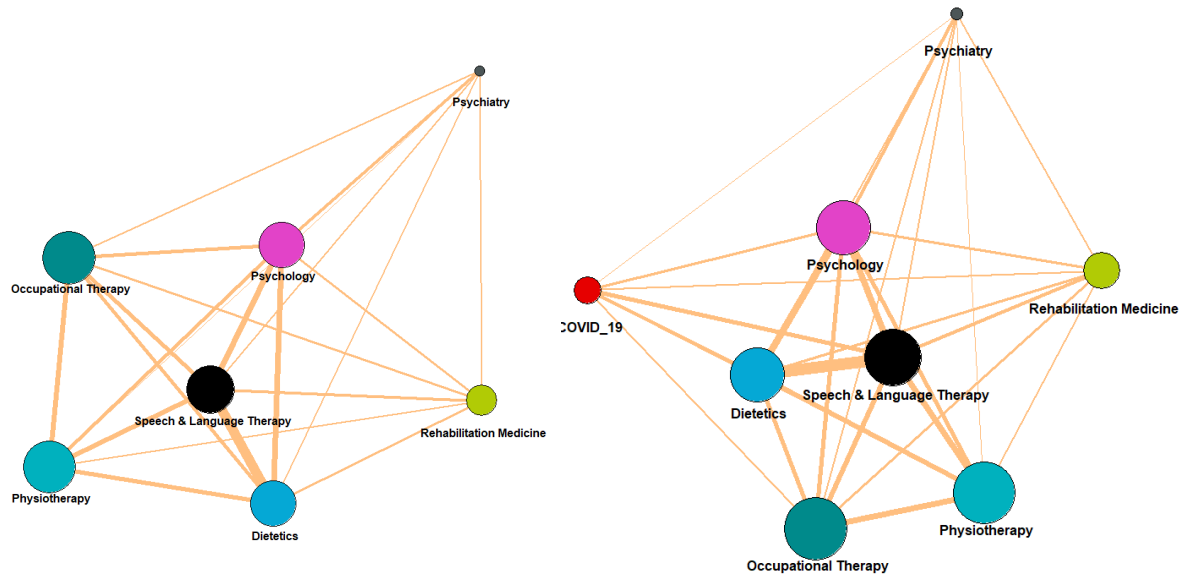 Psychiatry
Psychology
Occupational Therapy
Speech & Language Therapy
Rehabilitation Medicine
Physiotherapy
Dietetics
Psychiatry
Psychology
Rehabilitation Medicine
COVID_19
Speech & Language Therapy
Dietetics
Physiotherapy
Occupational Therapy